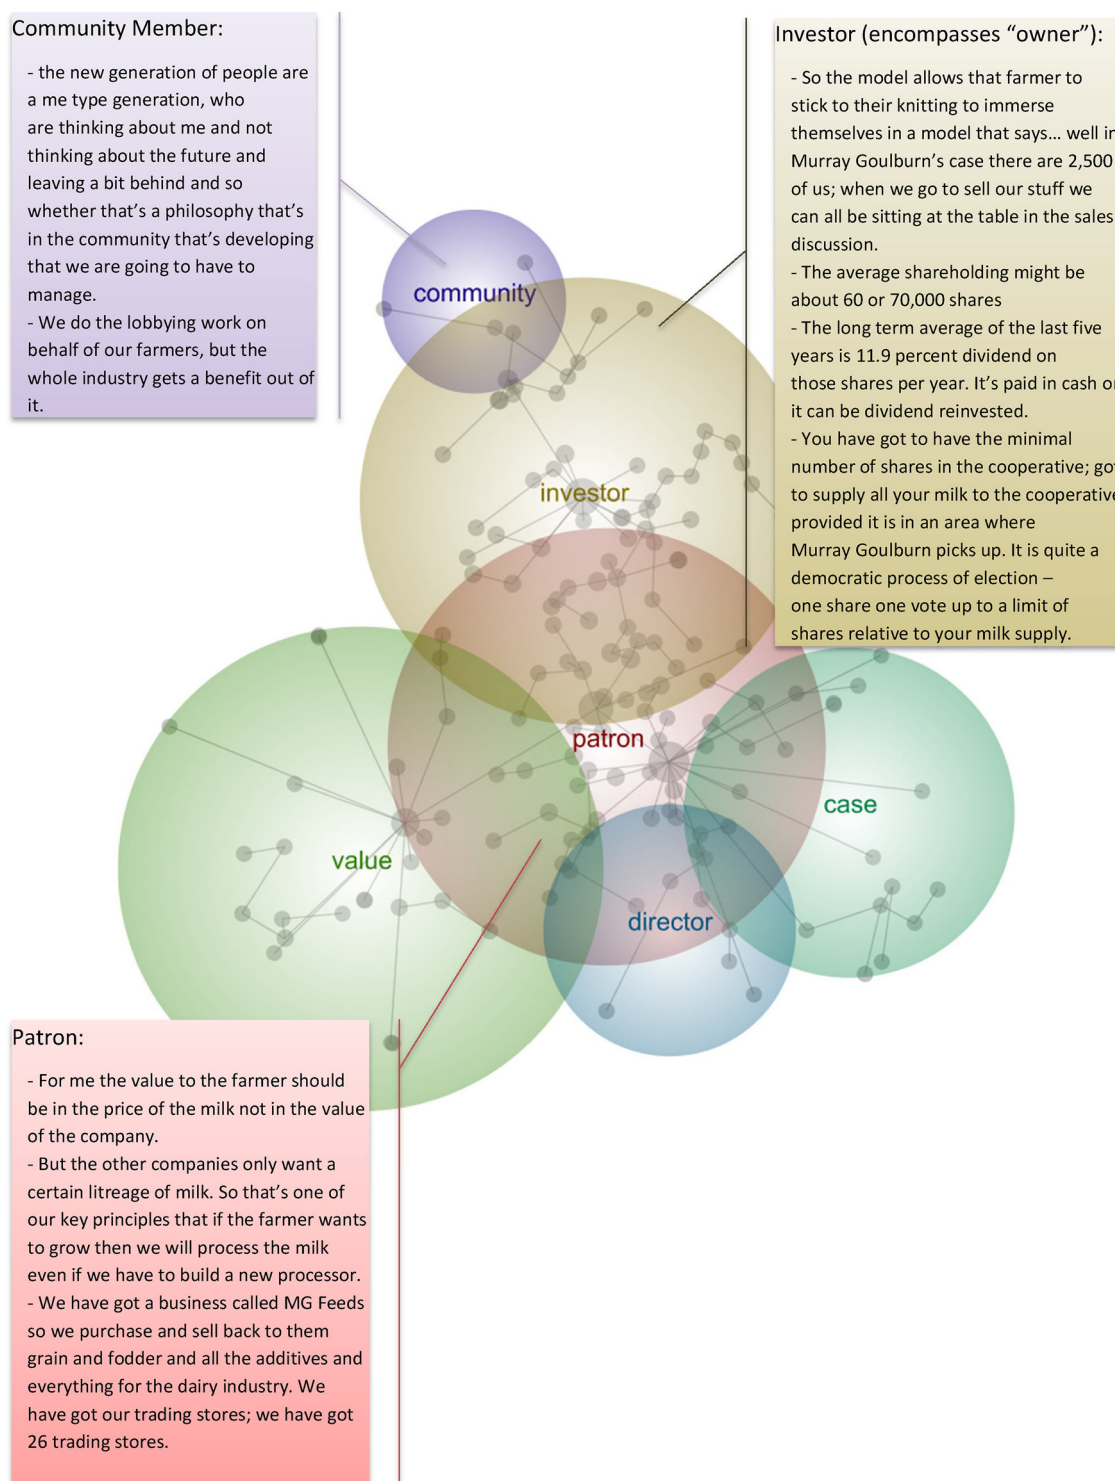 Community Member:
- the new generation of people are
a me type generation, who
are thinking about me and not
thinking about the future and
leaving a bit behind and so
whether that’s a philosophy that’s
in the community that’s developing
that we are going to have to
manage.
- We do the lobbying work on
behalf of our farmers, but the
whole industry gets a benefit out of
it.
Investor (encompasses “owner”):
- So the model allows that farmer to
stick to their knitting to immerse
themselves in a model that says… well in
Murray Goulburn’s case there are 2,500
of us; when we go to sell our stuff we
can all be sitting at the table in the sales
discussion.
- The average shareholding might be
about 60 or 70,000 shares
- The long term average of the last five
years is 11.9 percent dividend on
those shares per year. It’s paid in cash or
it can be dividend reinvested.
- You have got to have the minimal
number of shares in the cooperative; got
to supply all your milk to the cooperative
provided it is in an area where
Murray Goulburn picks up. It is quite a
democratic process of election –
one share one vote up to a limit of
shares relative to your milk supply.
community
investor
patron
case
value
director
Patron:
- For me the value to the farmer should
be in the price of the milk not in the value
of the company.
- But the other companies only want a
certain litreage of milk. So that’s one of
our key principles that if the farmer wants
to grow then we will process the milk
even if we have to build a new processor.
- We have got a business called MG Feeds
so we purchase and sell back to them
grain and fodder and all the additives and
everything for the dairy industry. We
have got our trading stores; we have got
26 trading stores.